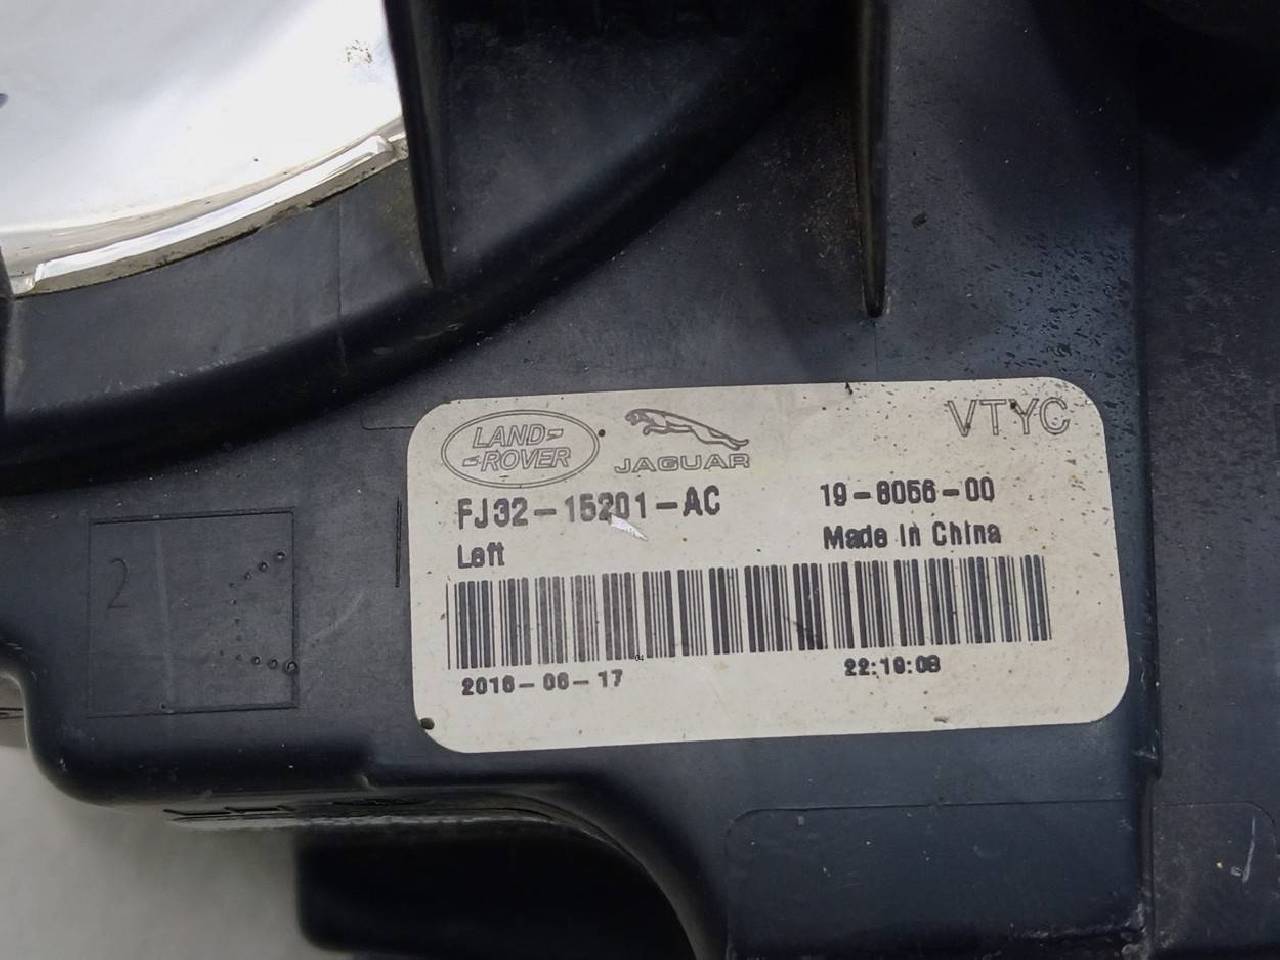 LAND-
-ROVER
JAGUAR
VTYC
FJ32-15201-AC
19-6056-00
Left
Made in China
2016-06-17
22:16:08
2